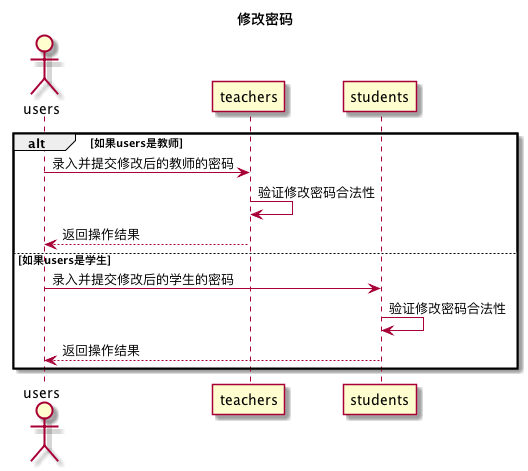 修改密码
users
teachers
students
alt
[如果users是教师]
录入并提交修改后的教师的密码
验证修改密码合法性
返回操作结果
[如果users是学生]
录入并提交修改后的学生的密码
验证修改密码合法性
返回操作结果
users
teachers
students